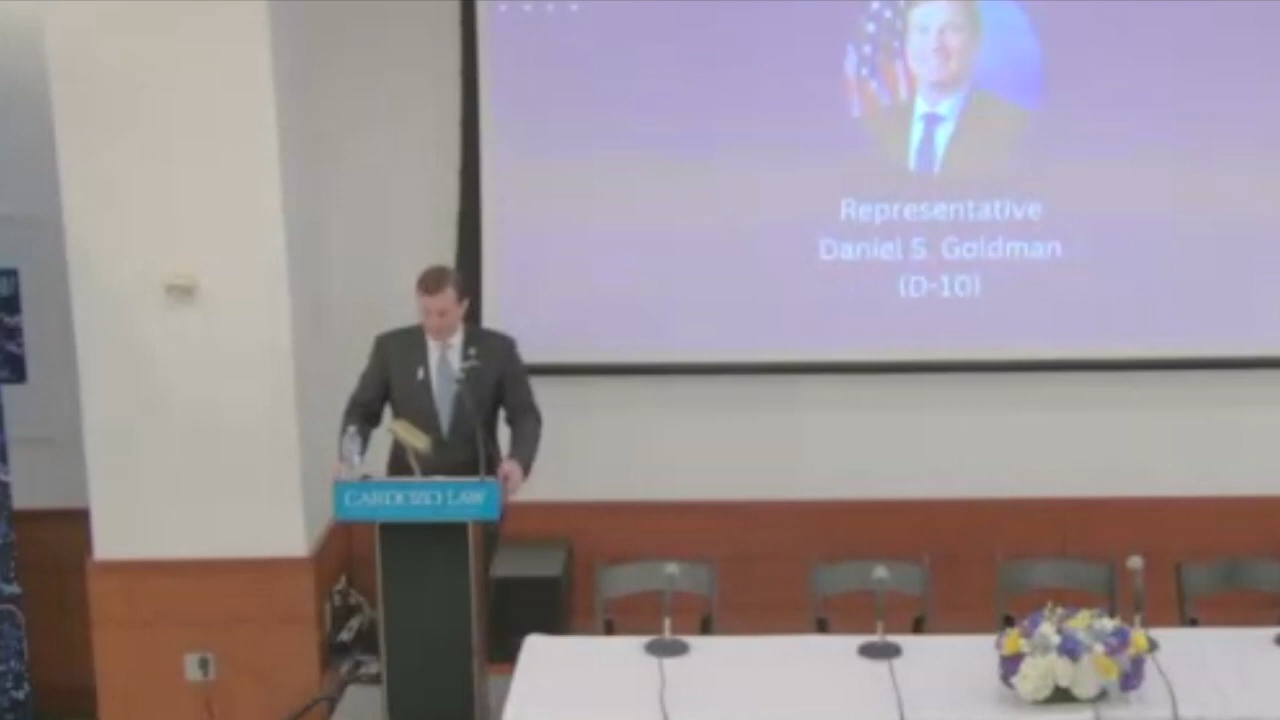 Representative
Daniel S. Goldman
(D-10)
CARDOZO LAW